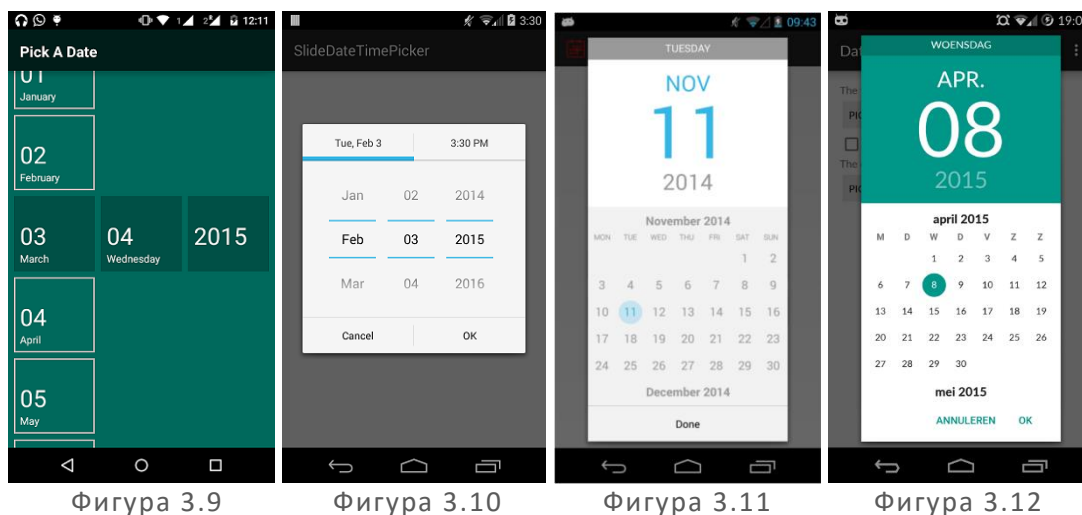 1 2 12:11
Pick A Date
01
January
02
February
03 04 2015
March Wednesday
04
April
05
May
Фигура 3.9
3:30
SlideDateTimePicker
Tue, Feb 3 3:30 PM
Jan 02 2014
Feb 03 2015
Mar 04 2016
Cancel OK
Фигура 3.10
09:43
TUESDAY
NOV
11
2014
November 2014
MON TUE WED THU FRI SAT SUN
1 2
3 4 5 6 7 8 9
10 11 12 13 14 15 16
17 18 19 20 21 22 23
24 25 26 27 28 29 30
December 2014
Done
Фигура 3.11
19:0
Dat
WOENSDAG
The
PIC
The
PIC
APR.
08
2015
april 2015
M D W D V Z Z
1 2 3 4 5
6 7 8 9 10 11 12
13 14 15 16 17 18 19
20 21 22 23 24 25 26
27 28 29 30
mei 2015
ANNULEREN OK
Фигура 3.12